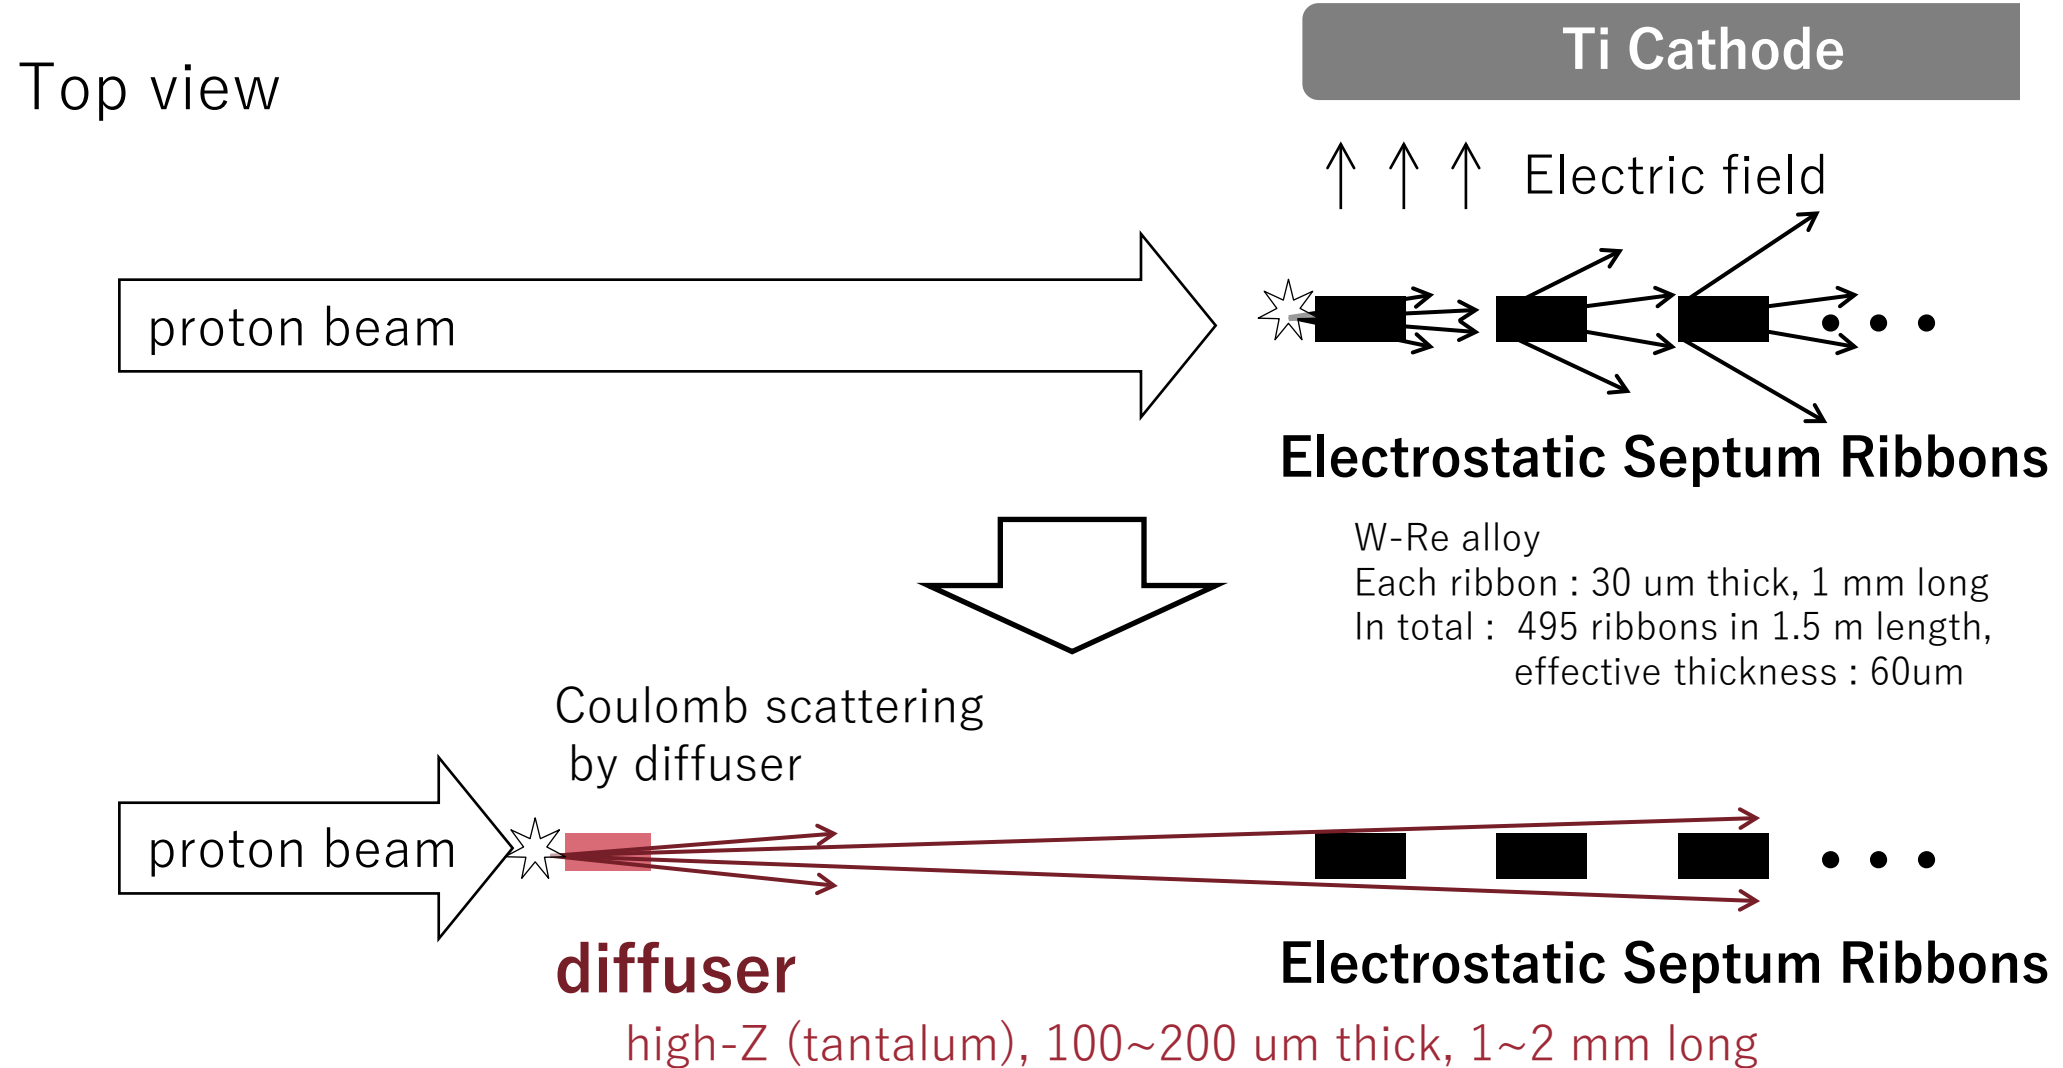 Top view
Ti Cathode
Electric field
proton beam
Electrostatic Septum Ribbons
W-Re alloy
Each ribbon : 30 um thick, 1 mm long
In total : 495 ribbons in 1.5 m length,
effective thickness : 60um
Coulomb scattering
by diffuser
proton beam
diffuser
Electrostatic Septum Ribbons
high-Z (tantalum), 100~200 um thick, 1~2 mm long